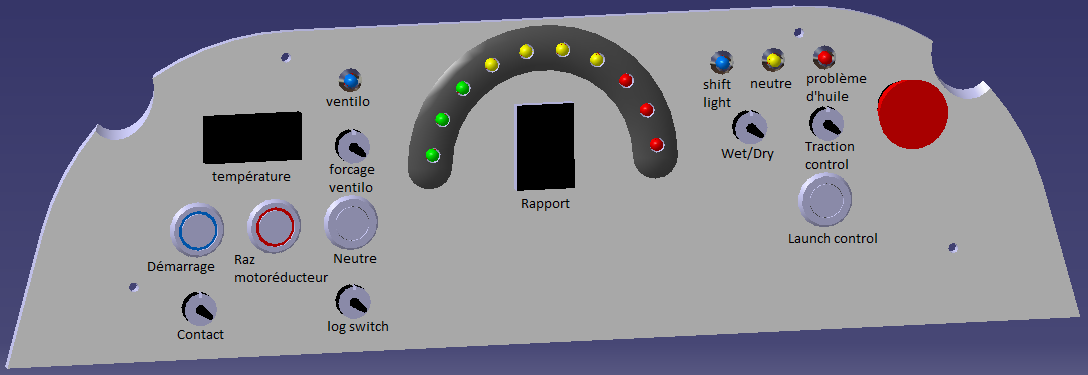 ventilo
température
forcage
ventilo
Démarrage
Raz
motoréducteur
Neutre
Contact
log switch
Rapport
shift
light
neutre
problème
d'huile
Wet/Dry
Traction
control
Launch control